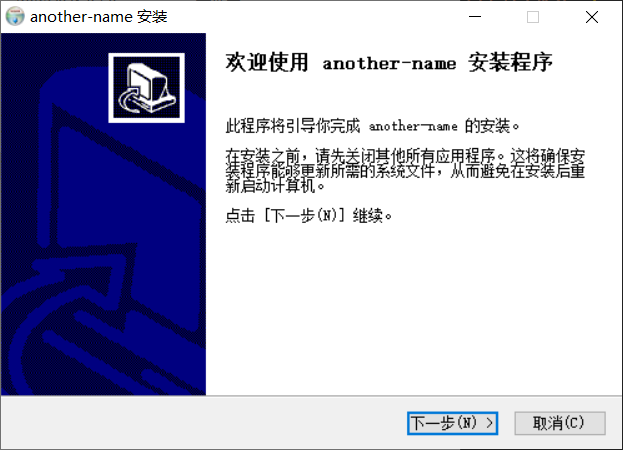 another-name 安装
欢迎使用 another-name 安装程序
此程序将引导你完成 another-name 的安装。
在安装之前，请先关闭其他所有应用程序。这将确保安
装程序能够更新所需的系统文件，从而避免在安装后重
新启动计算机。
点击 [下一步(N)] 继续。
下一步(N) >
取消(C)